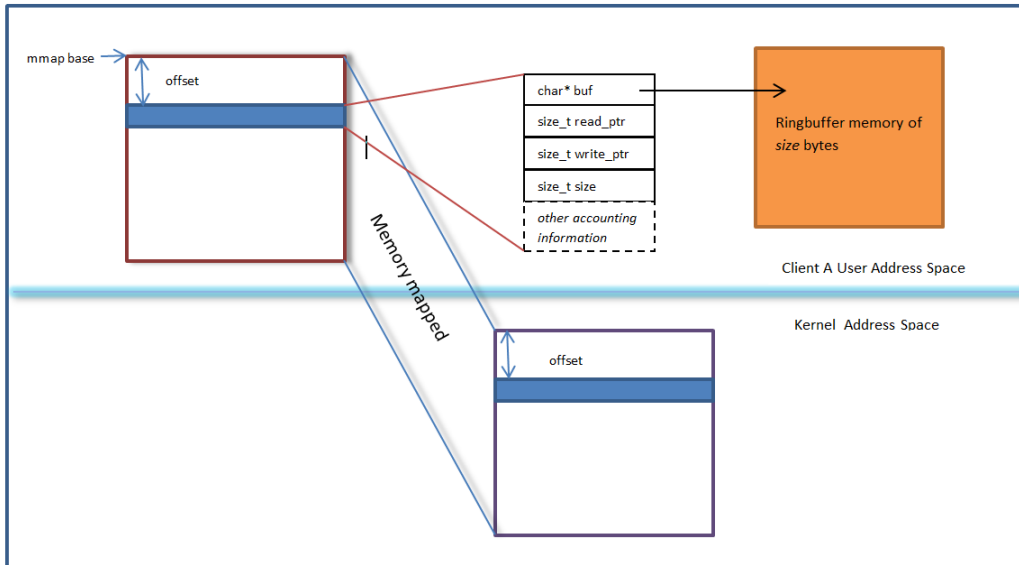 mmap base
offset
char* buf
size_t read_ptr
size_t write_ptr
size_t size
other accounting
information
Ringbuffer memory of
size bytes
Memory mapped
Client A User Address Space
Kernel Address Space
offset